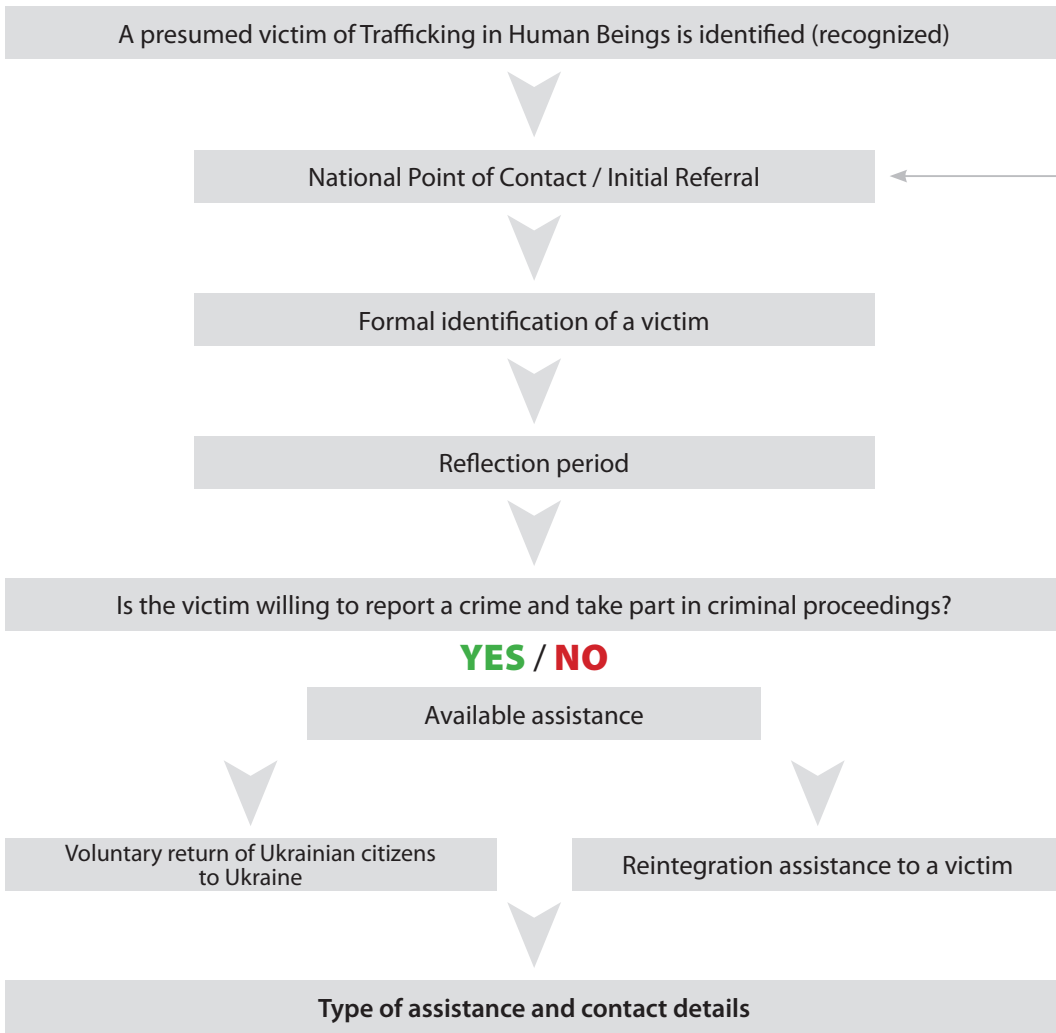 A presumed victim of Trafficking in Human Beings is identified (recognized)
National Point of Contact / Initial Referral
Formal identification of a victim
Reflection period
Is the victim willing to report a crime and take part in criminal proceedings?
YES / NO
Available assistance
Voluntary return of Ukrainian citizens
to Ukraine
Reintegration assistance to a victim
Type of assistance and contact details